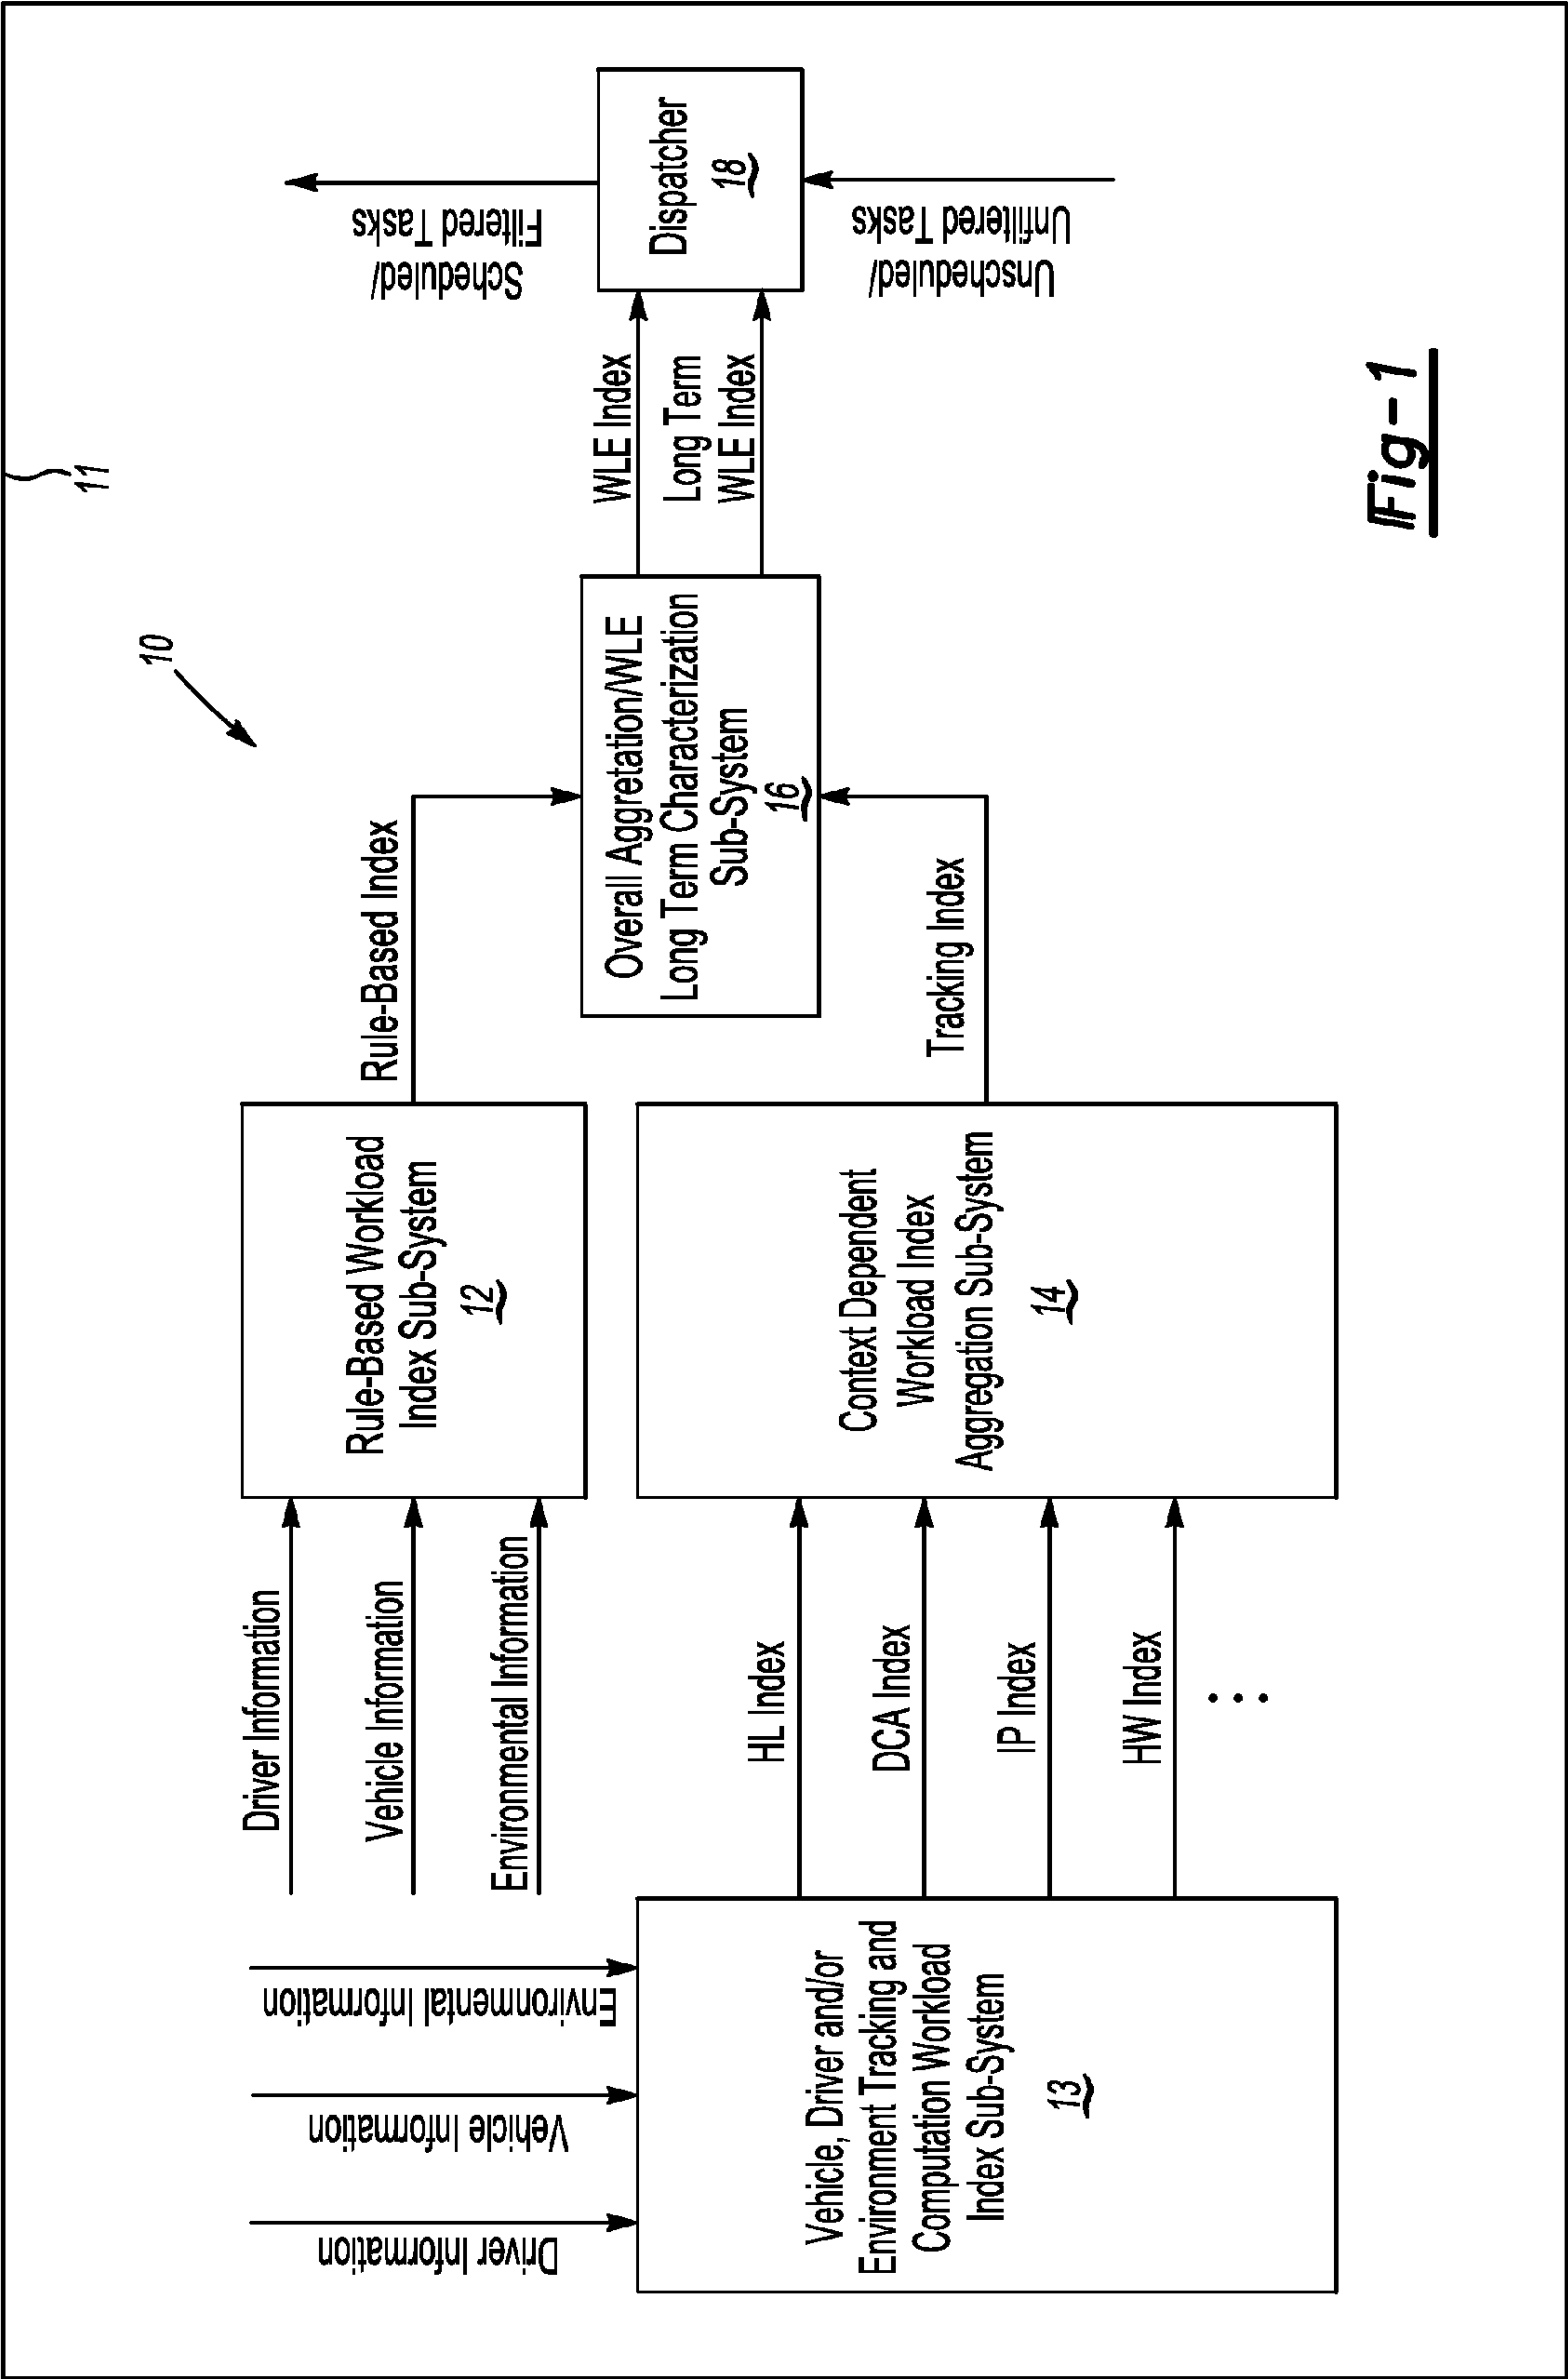 11
10
Driver Information
Vehicle Information
Environmental Information
Rule-Based Workload
Index Sub-System
12
Rule-Based Index
Driver Information
Vehicle Information
Environmental Information
Vehicle, Driver and/or
Environment Tracking and
Computation Workload
Index Sub-System
13
HL Index
DCA Index
IP Index
HW Index
Context Dependent
Workload Index
Aggregation Sub-System
14
Tracking Index
Overall Aggretation/WLE
Long Term Characterization
Sub-System
16
WLE Index
Long Term
WLE Index
Dispatcher
18
Scheduled/
Filtered Tasks
Unscheduled/
Unfiltered Tasks
Fig-1